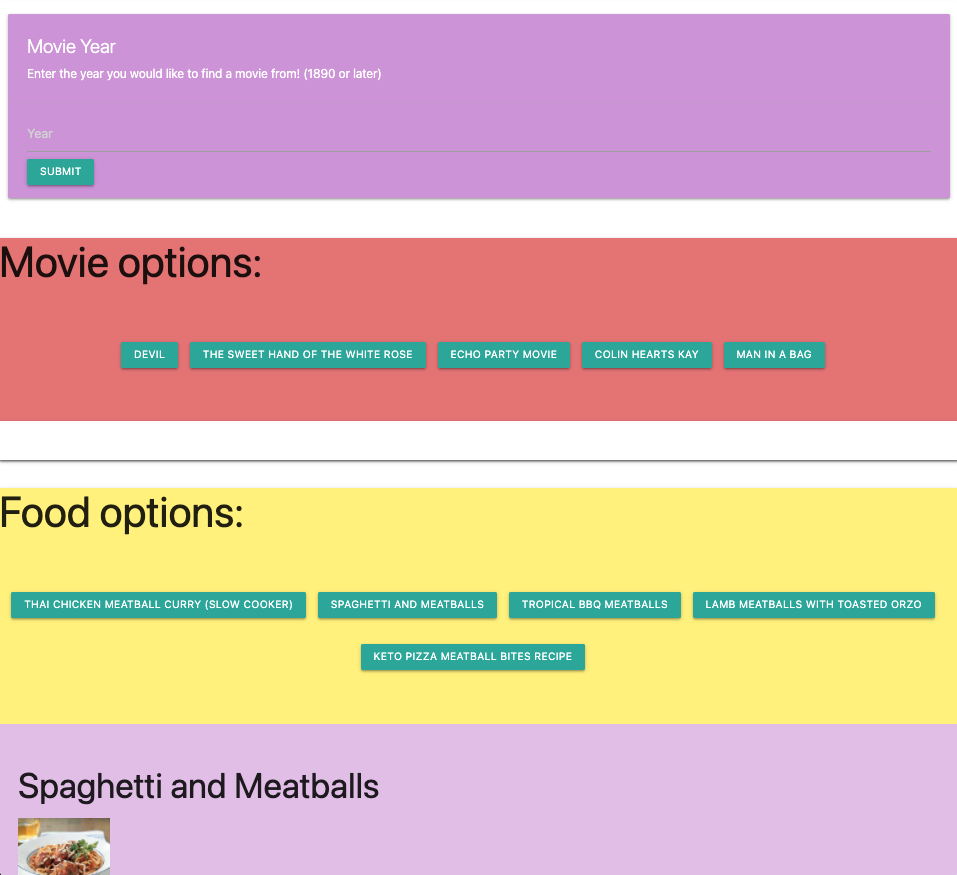 Movie Year
Enter the year you would like to find a movie from! (1890 or later)
Year
SUBMIT
Movie options:
DEVIL THE SWEET HAND OF THE WHITE ROSE ECHO PARTY MOVIE COLIN HEARTS KAY MAN IN A BAG
Food options:
THAI CHICKEN MEATBALL CURRY (SLOW COOKER) SPAGHETTI AND MEATBALLS TROPICAL BBQ MEATBALLS LAMB MEATBALLS WITH TOASTED ORZO
KETO PIZZA MEATBALL BITES RECIPE
Spaghetti and Meatballs